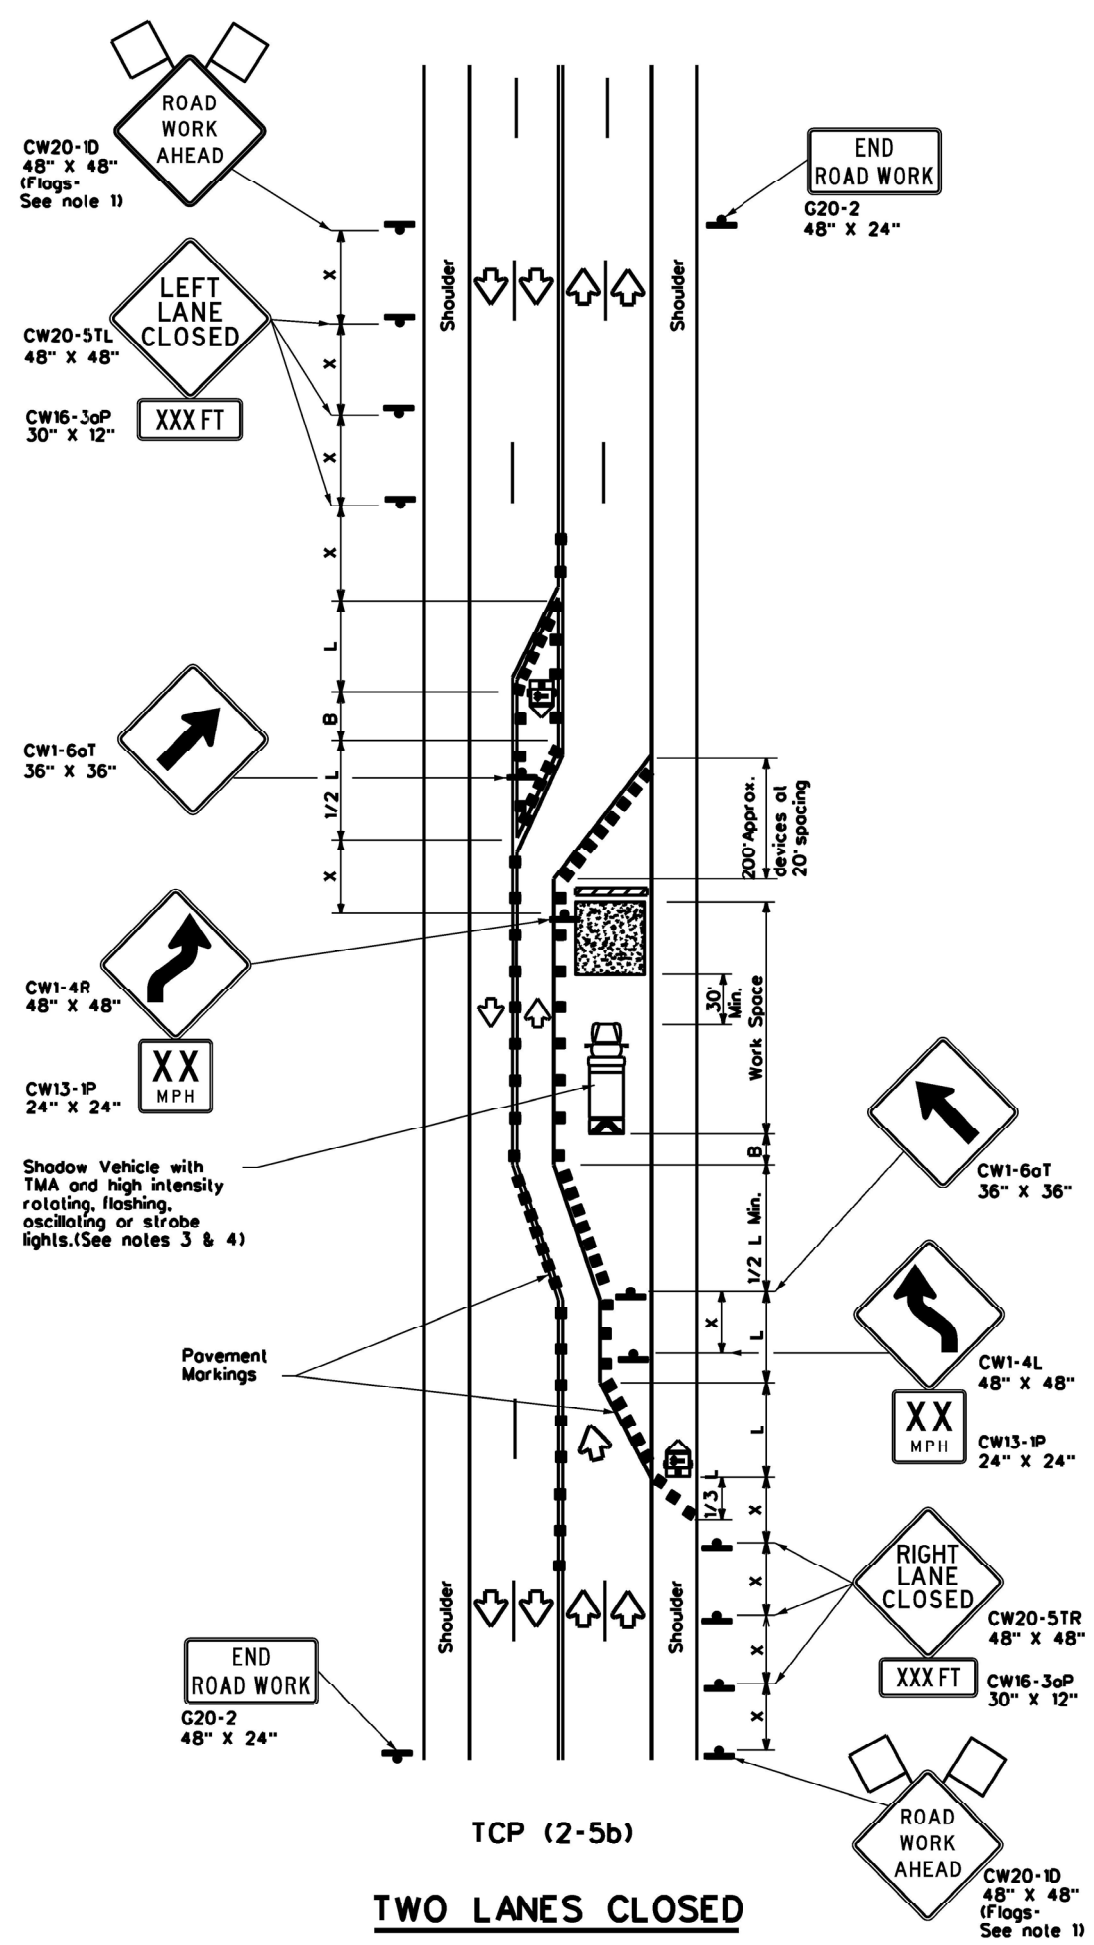 ROAD
WORK
AHEAD
CW20-1D
48" X 48"
(Flags-
See note 1)
END
ROAD WORK
G20-2
48" X 24"
X
Shoulder
Shoulder
LEFT
LANE
CLOSED
CW20-5TL
48" X 48"
X
CW16-3aP
30" X 12"
XXX FT
X
X
L
B
CW1-6aT
36" X 36"
1/2 L
200' Approx.
devices at
20' spacing
X
CW1-4R
48" X 48"
30'
Min.
Work Space
XX
MPH
CW13-1P
24" X 24"
Shadow Vehicle with
TMA and high intensity
rotating, flashing,
oscillating or strobe
lights.(See notes 3 & 4)
B
CW1-6aT
36" X 36"
1/2 L Min.
X
L
Pavement
Markings
CW1-4L
48" X 48"
XX
MPH
CW13-1P
24" X 24"
L
1/3 L
X
RIGHT
LANE
CLOSED
CW20-5TR
48" X 48"
X
Shoulder
Shoulder
X
XXX FT
CW16-3aP
30" X 12"
END
ROAD WORK
G20-2
48" X 24"
X
ROAD
WORK
AHEAD
CW20-1D
48" X 48"
(Flags-
See note 1)
TCP (2-5b)
TWO LANES CLOSED